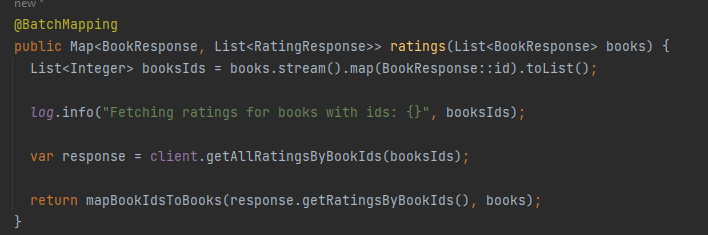 new *
@BatchMapping
public Map<BookResponse, List<RatingResponse>> ratings(List<BookResponse> books) {
List<Integer> booksIds = books.stream().map(BookResponse::id).toList();
log.info("Fetching ratings for books with ids: {}", booksIds);
var response = client.getAllRatingsByBookIds(booksIds);
return mapBookIdsToBooks(response.getRatingsByBookIds(), books);
}